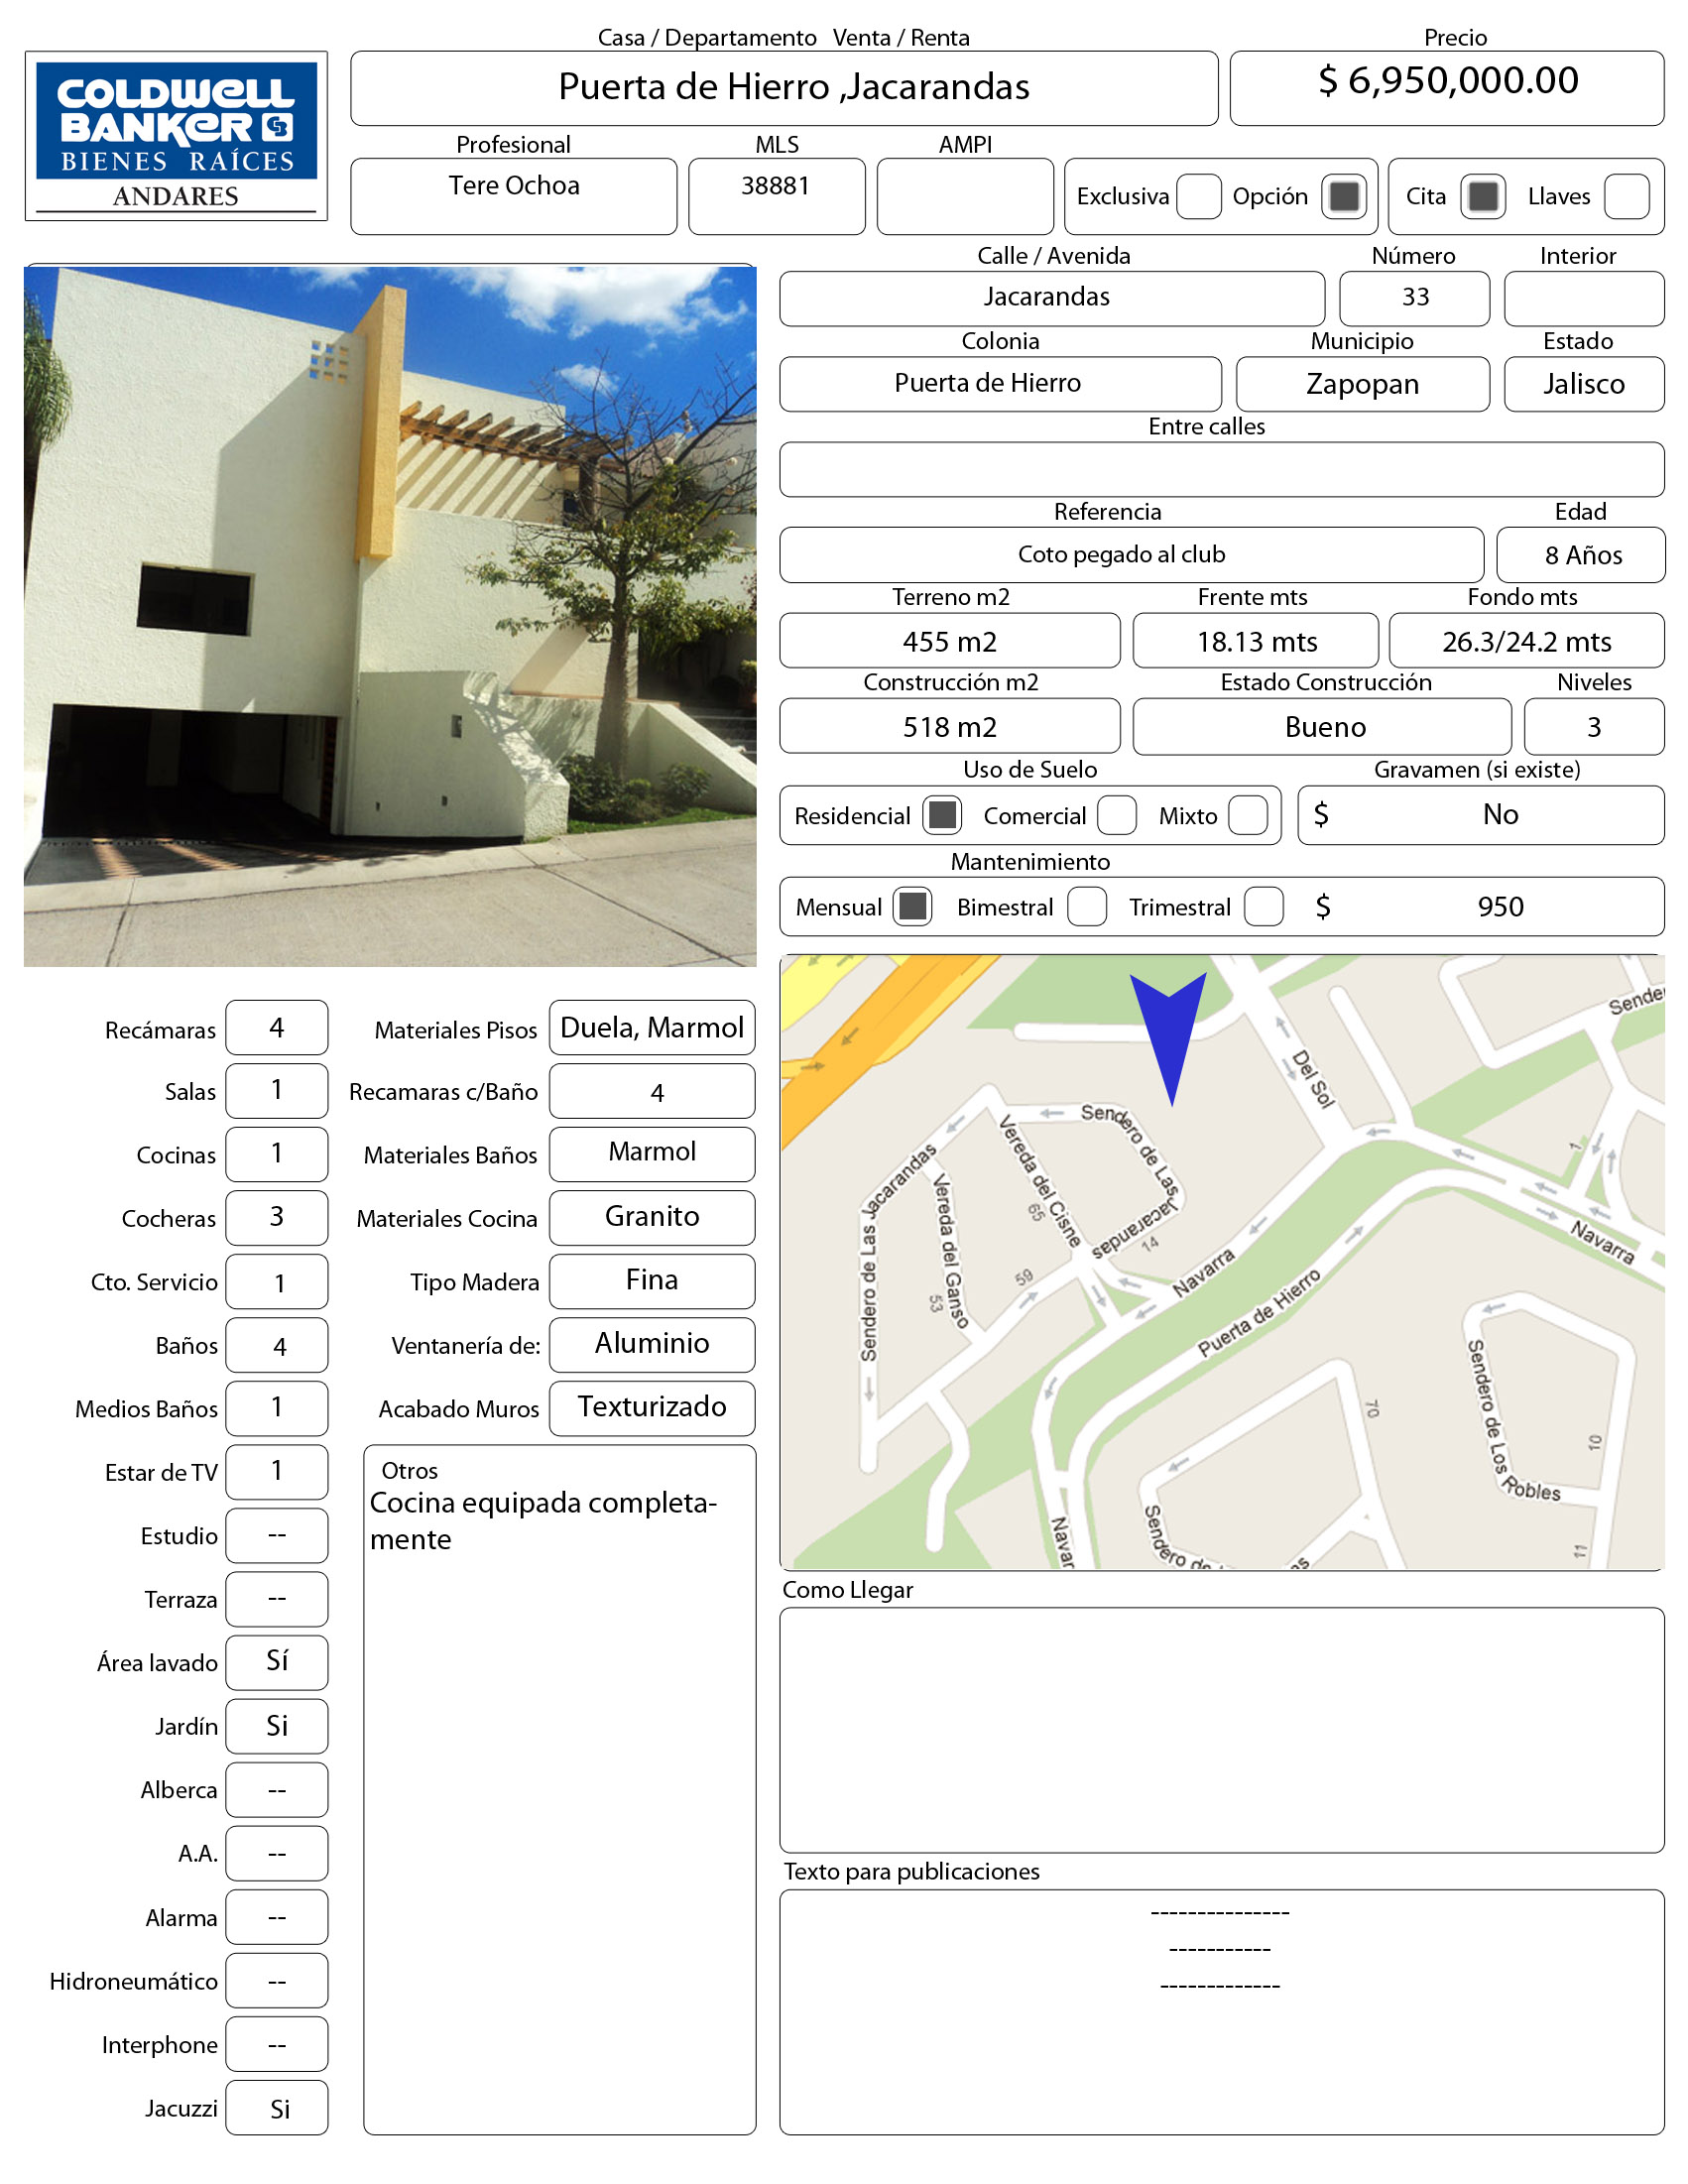 COLDWELL
BANKER CB
BIENES RAÍCES
ANDARES
Casa / Departamento Venta / Renta
Puerta de Hierro ,Jacarandas
Precio
$ 6,950,000.00
Profesional
Tere Ochoa
MLS
38881
AMPI
Exclusiva Opción
Cita Llaves
Calle / Avenida
Jacarandas
Número
33
Interior
Colonia
Puerta de Hierro
Municipio
Zapopan
Estado
Jalisco
Entre calles
Referencia
Coto pegado al club
Edad
8 Años
Terreno m2
455 m2
Frente mts
18.13 mts
Fondo mts
26.3/24.2 mts
Construcción m2
518 m2
Estado Construcción
Bueno
Niveles
3
Uso de Suelo
Residencial Comercial Mixto
Gravamen (si existe)
$ No
Mantenimiento
Mensual Bimestral Trimestral $ 950
Recámaras 4
Salas 1
Cocinas 1
Cocheras 3
Cto. Servicio 1
Baños 4
Medios Baños 1
Estar de TV 1
Estudio --
Terraza --
Área lavado Sí
Jardín Si
Alberca --
A.A. --
Alarma --
Hidroneumático --
Interphone --
Jacuzzi Si
Materiales Pisos Duela, Marmol
Recamaras c/Baño 4
Materiales Baños Marmol
Materiales Cocina Granito
Tipo Madera Fina
Ventanería de: Aluminio
Acabado Muros Texturizado
Otros
Cocina equipada completa-
mente
Sender
Del Sol
Sendero de Las Jacarandas
Vereda del Cisne
65
14
Sendero de Las Jacarandas
Vereda del Ganso
59
53
1
Navarra
Navarra
Puerta de Hierro
Sendero de Los Robles
70
10
11
Navar
Sendero de
as
Como Llegar
Texto para publicaciones
---------------
-----------
-------------